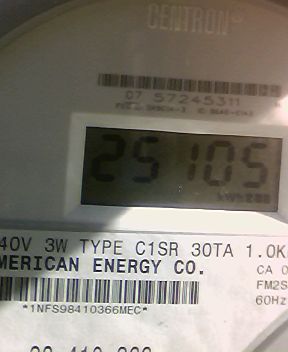 CENTRON
07 57245311
25105
kWh
40V 3W TYPE C1SR 30TA 1.0K
MERICAN ENERGY CO.
CA 0
FM2S
60Hz
*1NFS98410366MEC*